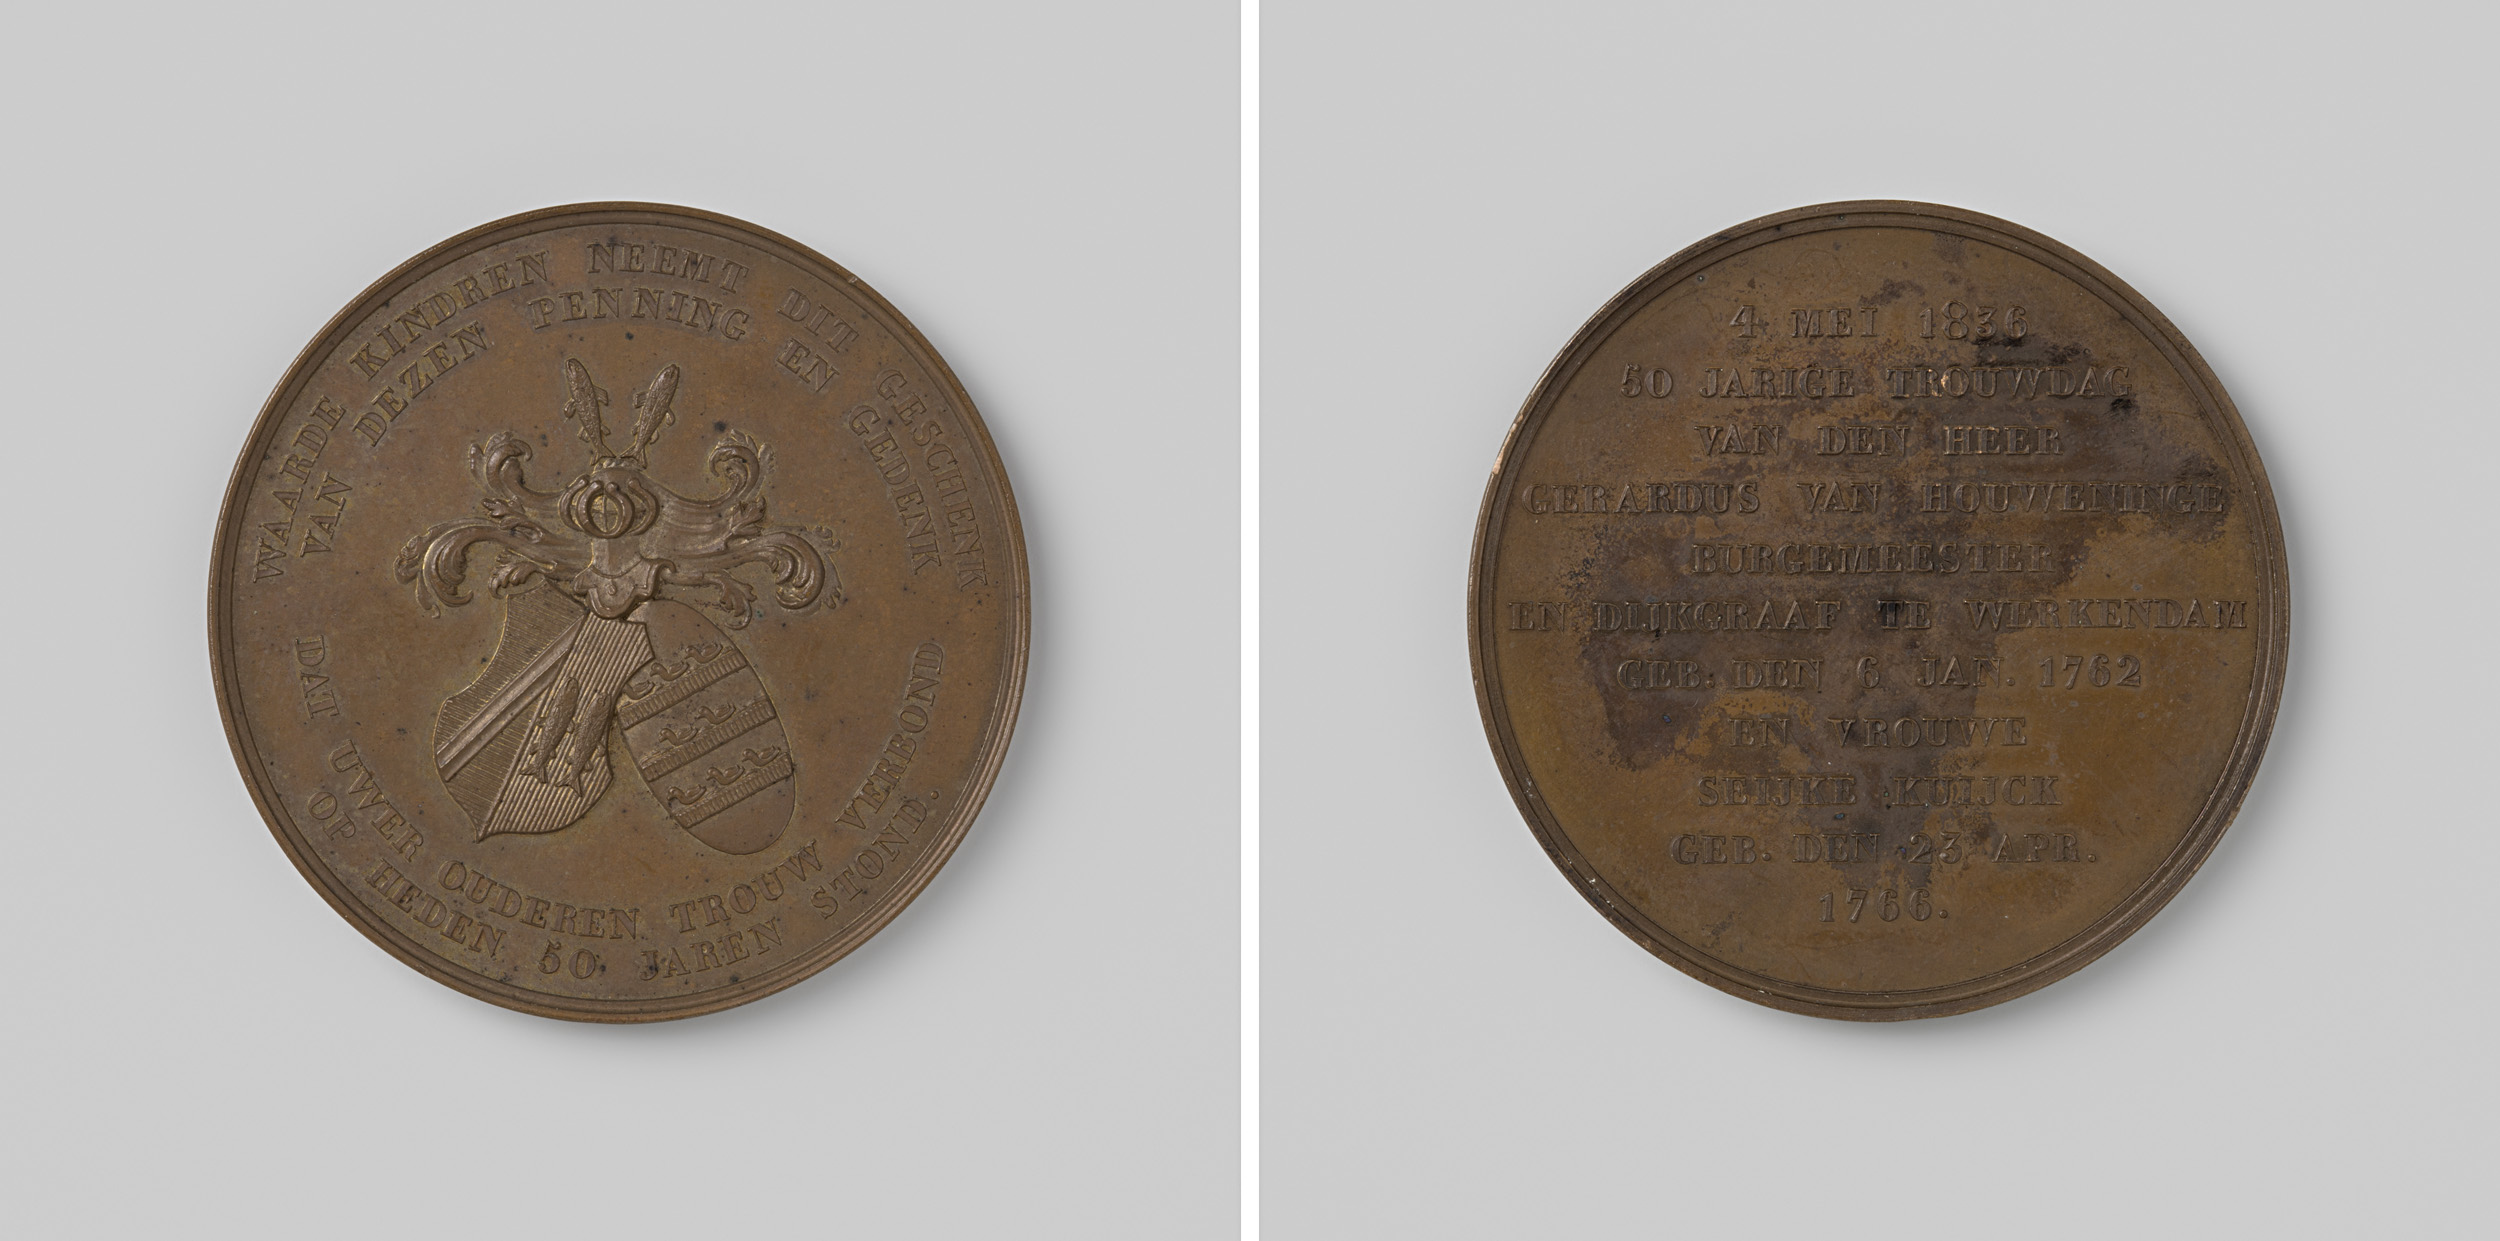 WAARDE KINDREN NEEMT DIT GESCHENK
VAN DEZEN PENNING EN GEDENK
DAT UWER OUDEREN TROUW VERBOND
OP HEDEN 50 JAREN STOND.
4 MEI 1836
50 JARIGE TROUWDAG
VAN DEN HEER
GERARDUS VAN HOUWENINGE
BURGEMEESTER
EN DIJKGRAAF TE WERKENDAM
GEB. DEN 6 JAN. 1762
EN VROUWE
SEIJKE KUIJCK
GEB. DEN 23 APR.
1766.